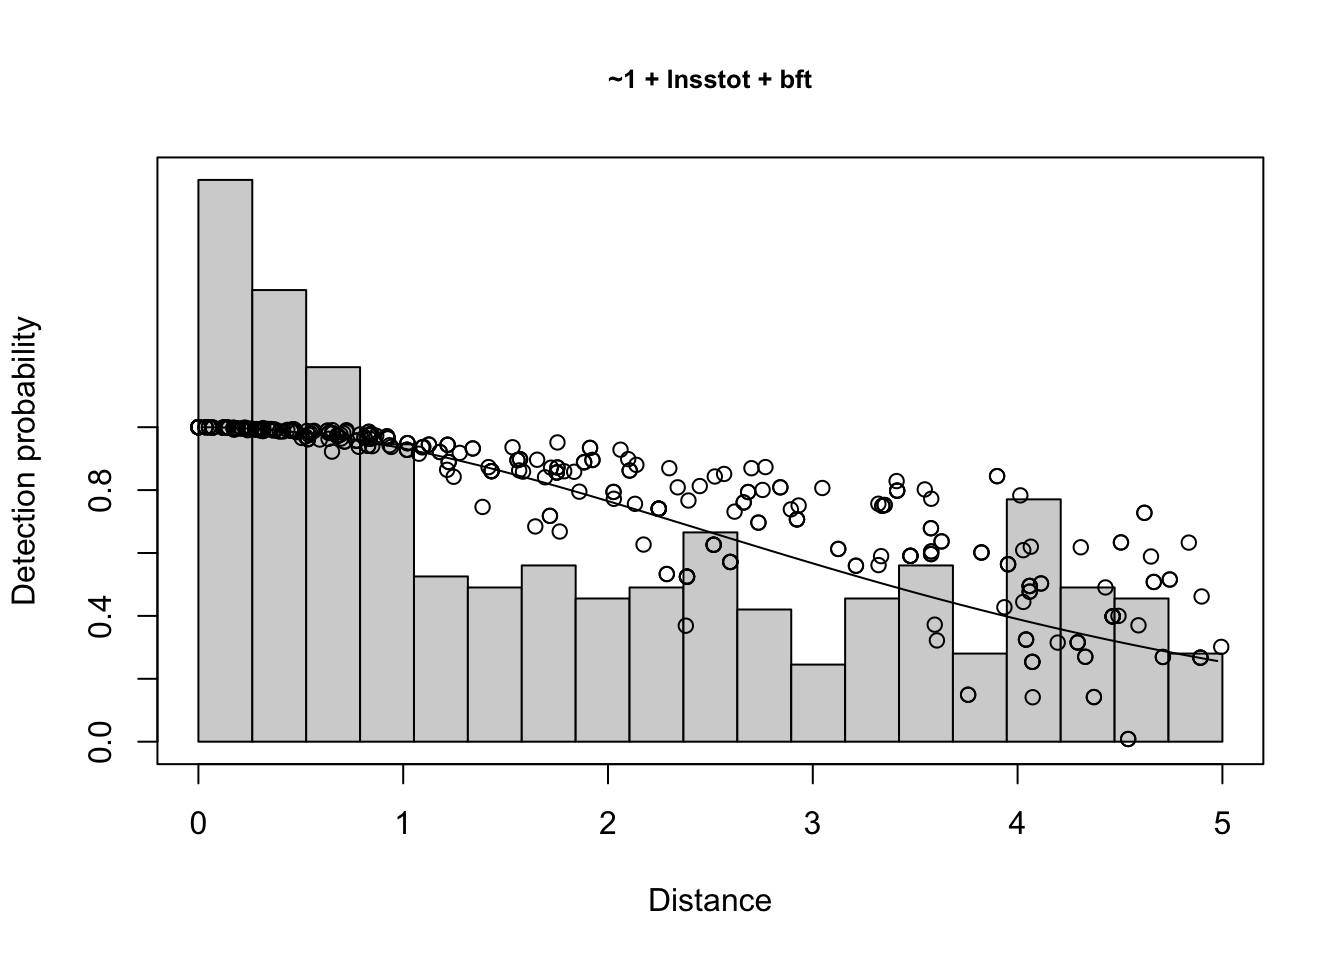 ~1 + lnsstot + bft
Detection probability
0.8
0.4
0.0
0 1 2 3 4 5
Distance